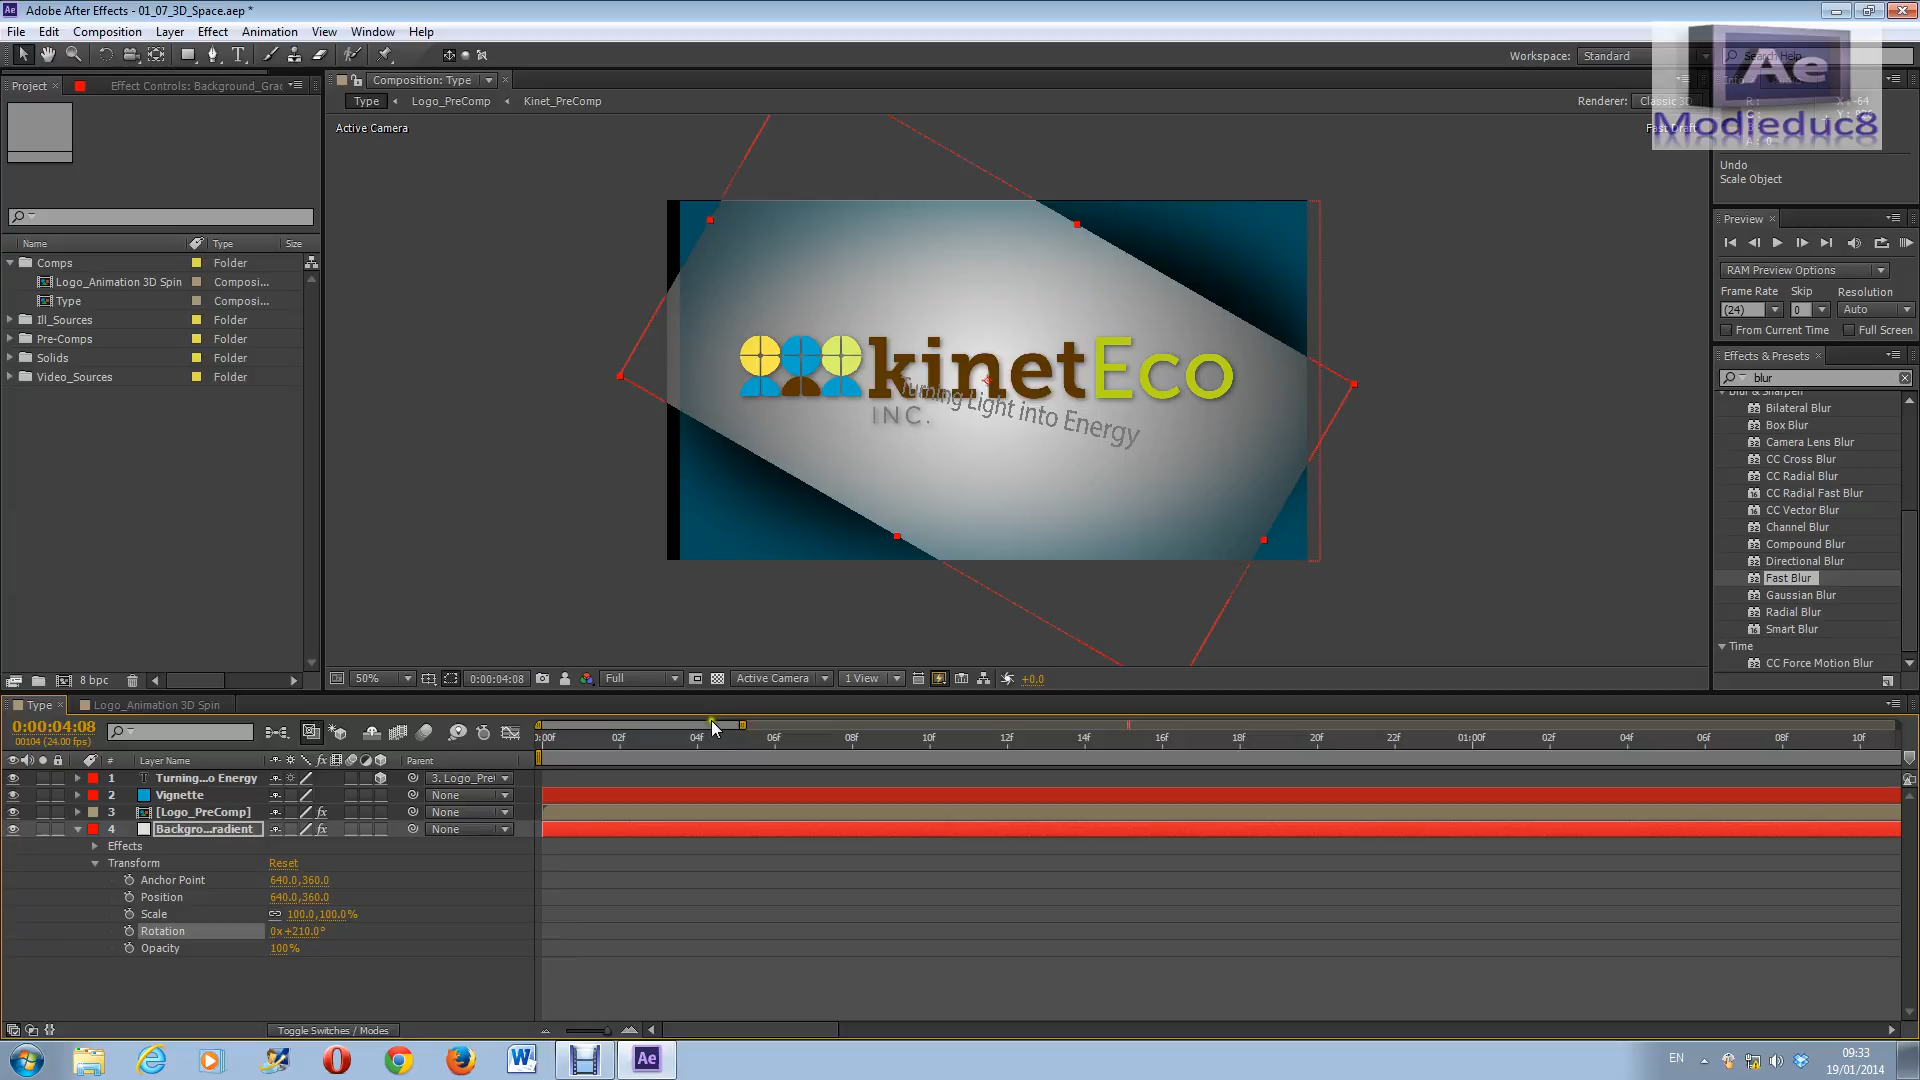 Adobe After Effects - 01_07_3D_Space.aep *
File Edit Composition Layer Effect Animation View Window Help
Workspace: Standard
Search Help
Ae
Modieduc8
Project Effect Controls: Background_Gra
Composition: Type
Type Logo_PreComp Kinet_PreComp
Renderer: Classic 3D
Active Camera
Fast Draft
X: -64
Undo
Scale Object
Name Type Size
Comps Folder
Logo_Animation 3D Spin Composi...
Type Composi...
Ill_Sources Folder
Pre-Comps Folder
Solids Folder
Video_Sources Folder
kinetEco
INC.
Turning Light into Energy
Preview
RAM Preview Options
Frame Rate Skip Resolution
(24) 0 Auto
From Current Time Full Screen
Effects & Presets
blur
Blur & Sharpen
Bilateral Blur
Box Blur
Camera Lens Blur
CC Cross Blur
CC Radial Blur
CC Radial Fast Blur
CC Vector Blur
Channel Blur
Compound Blur
Directional Blur
Fast Blur
Gaussian Blur
Radial Blur
Smart Blur
Time
CC Force Motion Blur
8 bpc
50% 0:00:04:08 Full Active Camera 1 View +0.0
Type Logo_Animation 3D Spin
0:00:04:08
00104 (24.00 fps)
:00f 02f 04f 06f 08f 10f 12f 14f 16f 18f 20f 22f 01:00f 02f 04f 06f 08f 10f
# Layer Name Parent
1 T Turning...o Energy 3. Logo_Prel
2 Vignette None
3 [Logo_PreComp] fx None
4 Backgro...radient fx None
Effects
Transform Reset
Anchor Point 640.0,360.0
Position 640.0,360.0
Scale 100.0,100.0%
Rotation 0x+210.0°
Opacity 100%
Toggle Switches / Modes
EN 09:33
19/01/2014